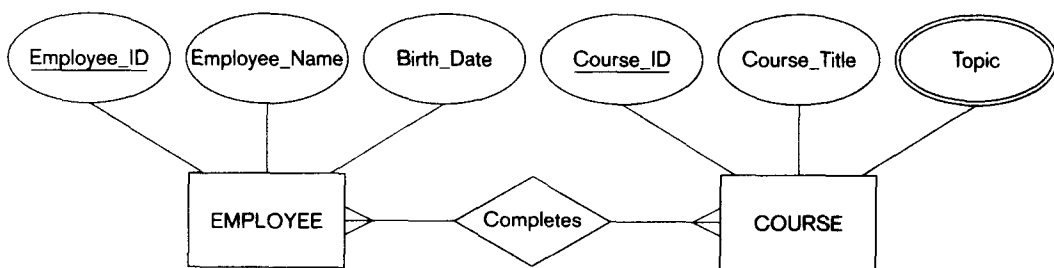 Employee_ID
Employee_Name
Birth_Date
Course_ID
Course_Title
Topic
EMPLOYEE
Completes
COURSE